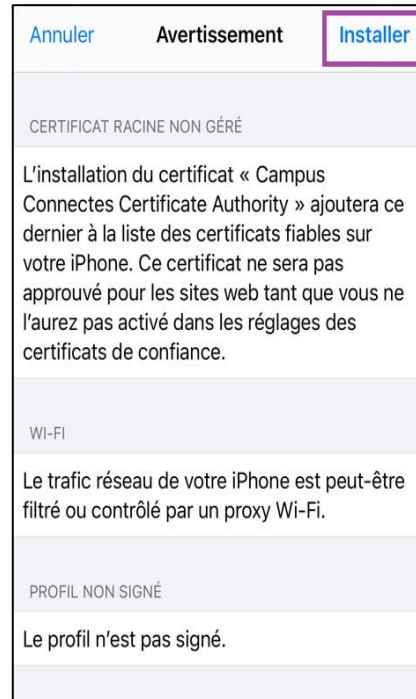 Annuler Avertissement Installer
CERTIFICAT RACINE NON GÉRÉ
L’installation du certificat « Campus
Connectes Certificate Authority » ajoutera ce
dernier à la liste des certificats fiables sur
votre iPhone. Ce certificat ne sera pas
approuvé pour les sites web tant que vous ne
l’aurez pas activé dans les réglages des
certificats de confiance.
WI-FI
Le trafic réseau de votre iPhone est peut-être
filtré ou contrôlé par un proxy Wi-Fi.
PROFIL NON SIGNÉ
Le profil n’est pas signé.